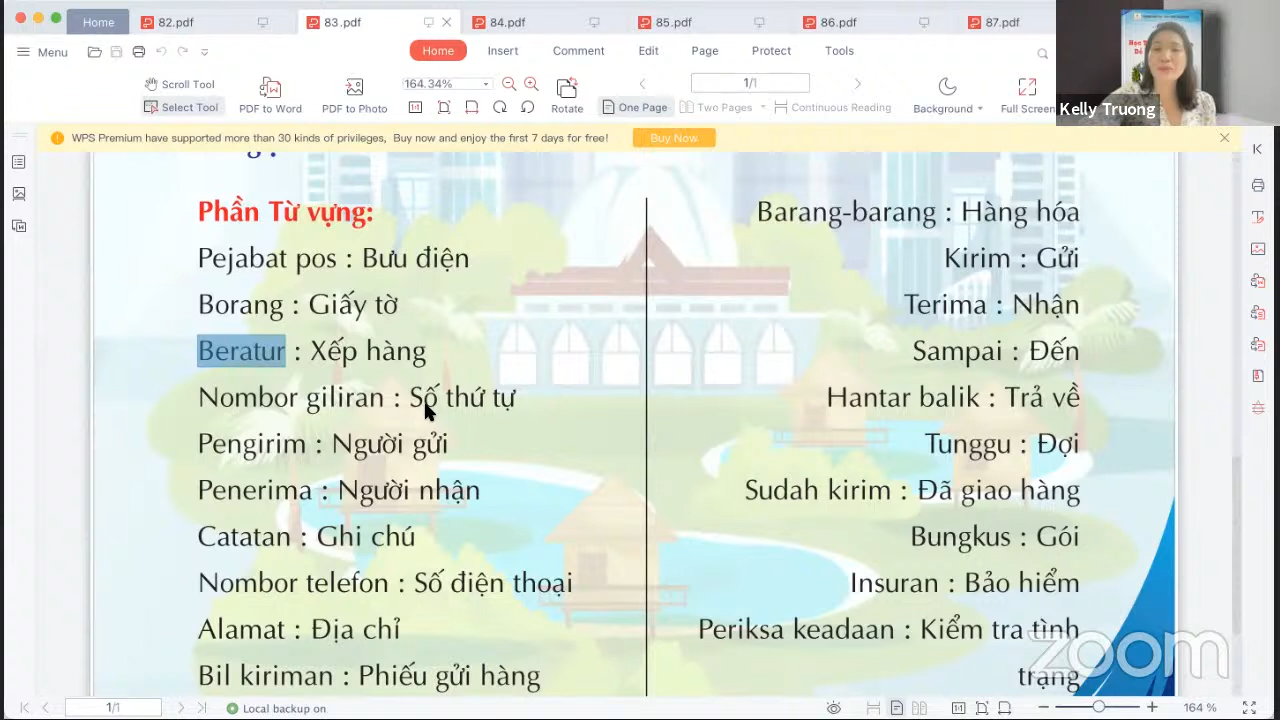 Home
82.pdf
83.pdf
84.pdf
85.pdf
86.pdf
87.pdf
Menu
Home
Insert
Comment
Edit
Page
Protect
Tools
Scroll Tool
Select Tool
PDF to Word
PDF to Photo
164.34%
Rotate
1/1
One Page
Two Pages
Continuous Reading
Background
Full Screen
Kelly Truong
WPS Premium have supported more than 30 kinds of privileges, Buy now and enjoy the first 7 days for free!
Buy Now
Phần Từ vựng:
Pejabat pos : Bưu điện
Borang : Giấy tờ
Beratur : Xếp hàng
Nombor giliran : Số thứ tự
Pengirim : Người gửi
Penerima : Người nhận
Catatan : Ghi chú
Nombor telefon : Số điện thoại
Alamat : Địa chỉ
Bil kiriman : Phiếu gửi hàng
Barang-barang : Hàng hóa
Kirim : Gửi
Terima : Nhận
Sampai : Đến
Hantar balik : Trả về
Tunggu : Đợi
Sudah kirim : Đã giao hàng
Bungkus : Gói
Insuran : Bảo hiểm
Periksa keadaan : Kiểm tra tình
trạng
zoom
1/1
Local backup on
164 %